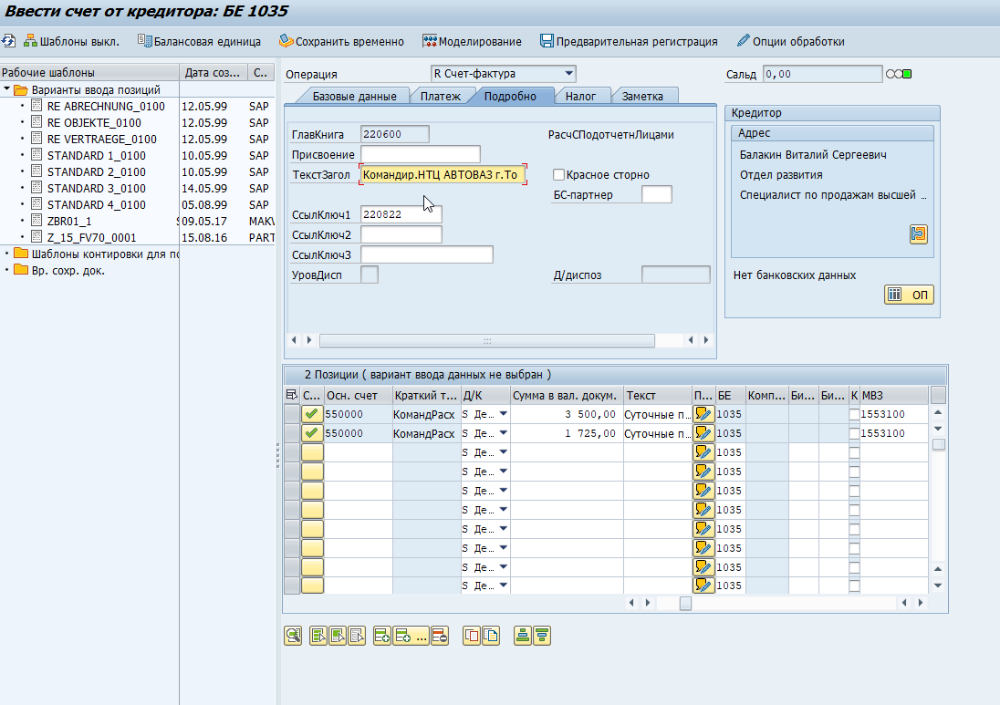 Ввести счет от кредитора: БЕ 1035
Шаблоны выкл. Балансовая единица Сохранить временно Моделирование Предварительная регистрация Опции обработки
Рабочие шаблоны Дата соз... С..
Варианты ввода позиций
RE ABRECHNUNG_0100 12.05.99 SAP
RE OBJEKTE_0100 12.05.99 SAP
RE VERTRAEGE_0100 12.05.99 SAP
STANDARD 1_0100 10.05.99 SAP
STANDARD 2_0100 10.05.99 SAP
STANDARD 3_0100 14.05.99 SAP
STANDARD 4_0100 05.08.99 SAP
ZBR01_1 09.05.17
Z_15_FV70_0001 15.08.16 PART
Шаблоны контировки для
Вр. сохр. док.
Операция R Счет-фактура Сальд 0,00
Базовые данные Платеж Подробно Налог Заметка
ГлавКнига 220600 РасчСПодотчетнЛицами
Присвоение
ТекстЗагол Командир.НТЦ АВТОВАЗ г.То Красное сторно
БС-партнер
СсылКлюч1 220822
СсылКлюч2
СсылКлюч3
УровДисп Д/диспоз
Кредитор
Адрес
Балакин Виталий Сергеевич
Отдел развития
Специалист по продажам высшей ...
Нет банковских данных
ОП
2 Позиции ( вариант ввода данных не выбран )
С... Осн. счет Краткий т... Д/К Сумма в вал. докум. Текст П... БЕ Комп... Би... Би... К МВЗ
550000 КомандРасх S Де... 3 500,00 Суточные п... 1035 1553100
550000 КомандРасх S Де... 1 725,00 Суточные п... 1035 1553100
S Де... 1035
S Де... 1035
S Де... 1035
S Де... 1035
S Де... 1035
S Де... 1035
S Де... 1035
S Де... 1035